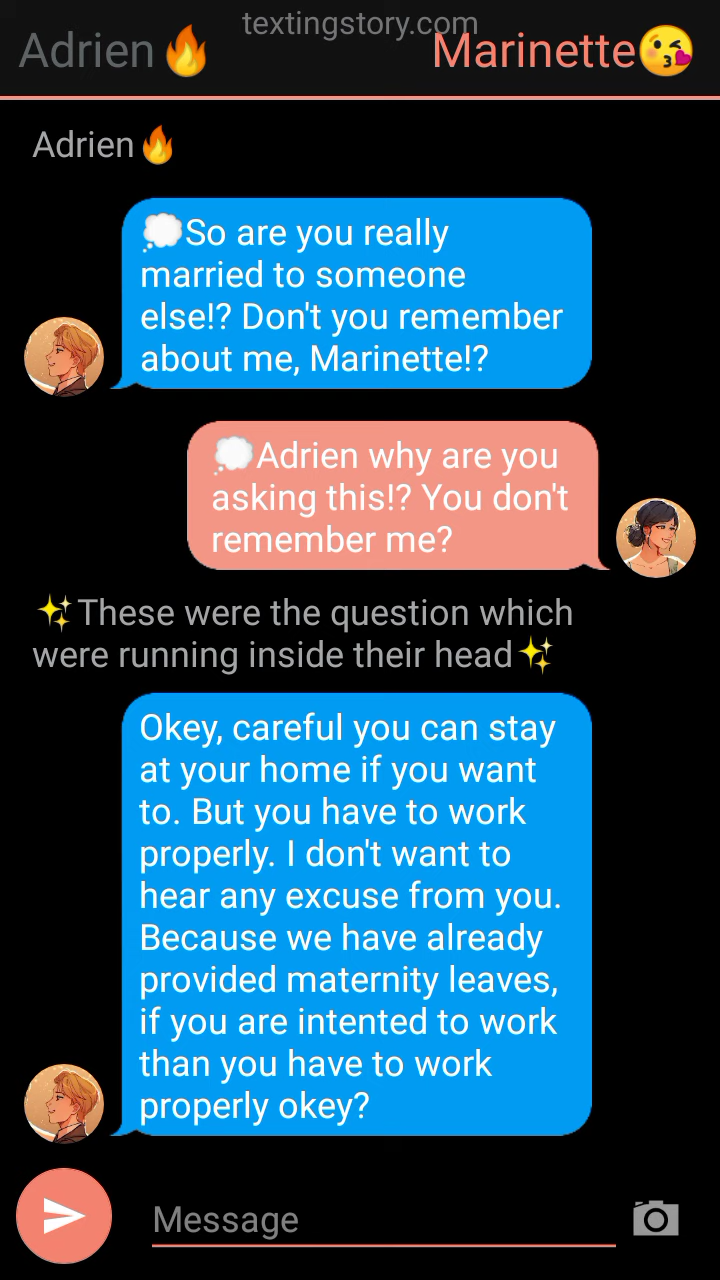 textingstory.com
Adrien🔥 Marinette😘
Adrien🔥
💭So are you really
married to someone
else!? Don't you remember
about me, Marinette!?
💭Adrien why are you
asking this!? You don't
remember me?
✨These were the question which
were running inside their head✨
Okey, careful you can stay
at your home if you want
to. But you have to work
properly. I don't want to
hear any excuse from you.
Because we have already
provided maternity leaves,
if you are intented to work
than you have to work
properly okey?
Message